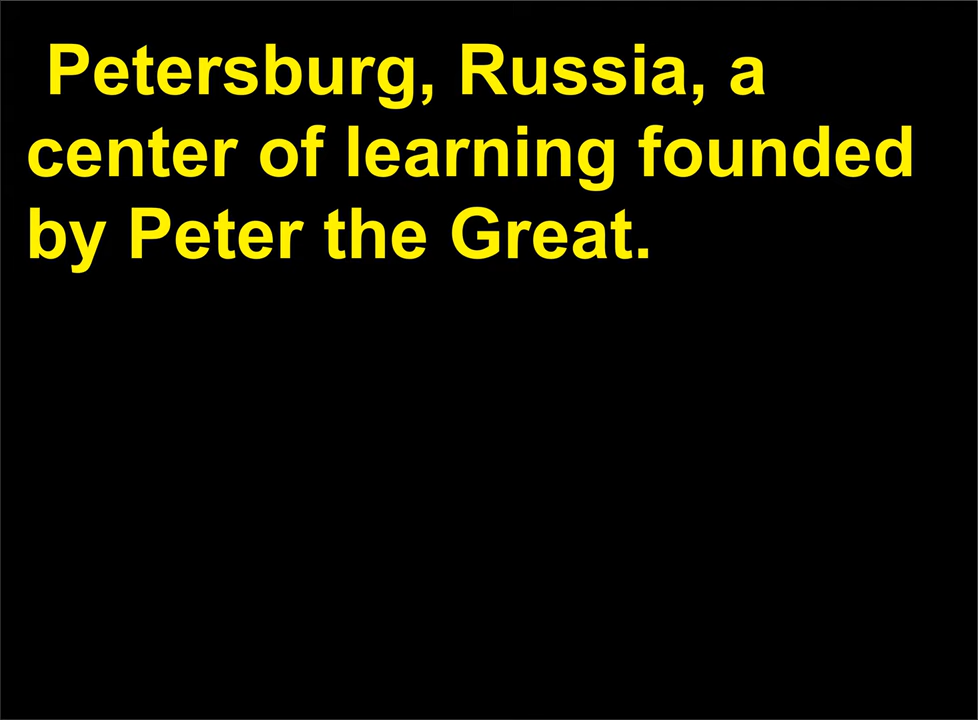 Petersburg, Russia, a
center of learning founded
by Peter the Great.